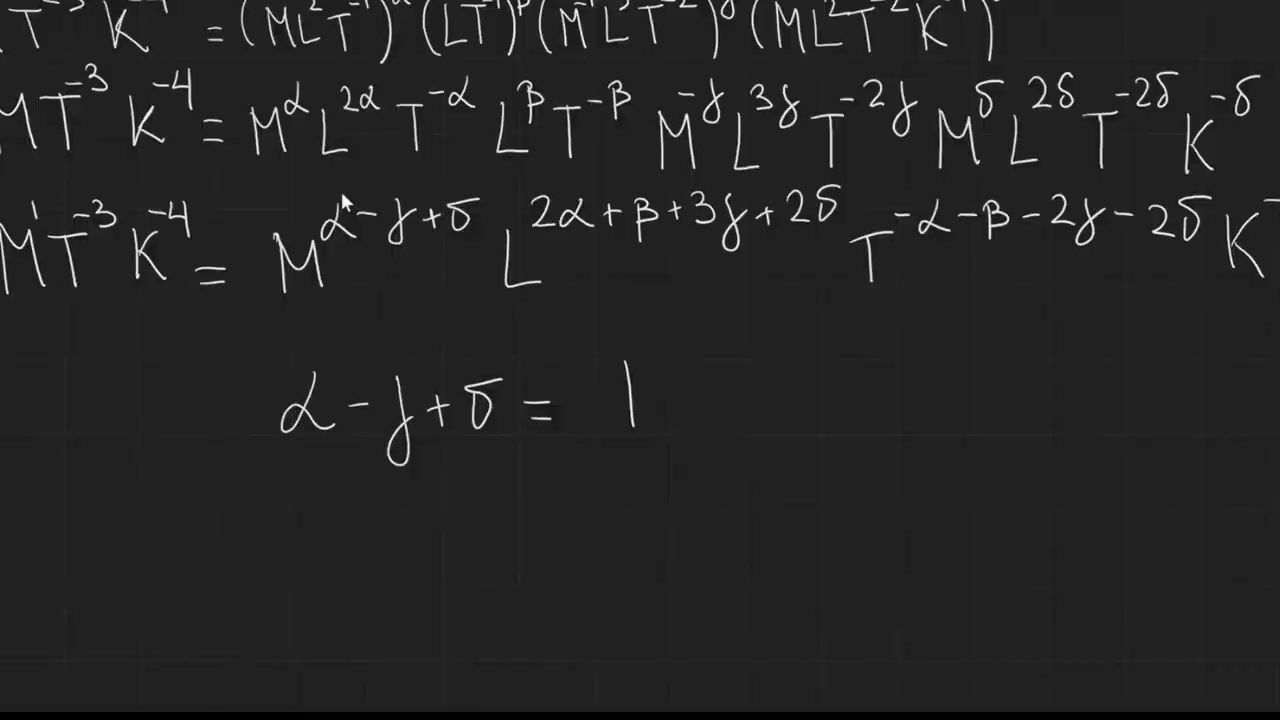 T⁻³ K⁻⁴ = (ML²T⁻¹)^α (LT⁻¹)^β (M⁻¹L³T⁻²)^γ (ML²T⁻²K⁻¹)
MT⁻³ K⁻⁴ = M^α L^2α T^-α L^β T^-β M^-γ L^3γ T^-2γ M^δ L^2δ T^-2δ K^-δ
M¹T⁻³K⁻⁴ = M^α-γ+δ L^2α+β+3γ+2δ T^-α-β-2γ-2δ K^-
α-γ+δ = 1